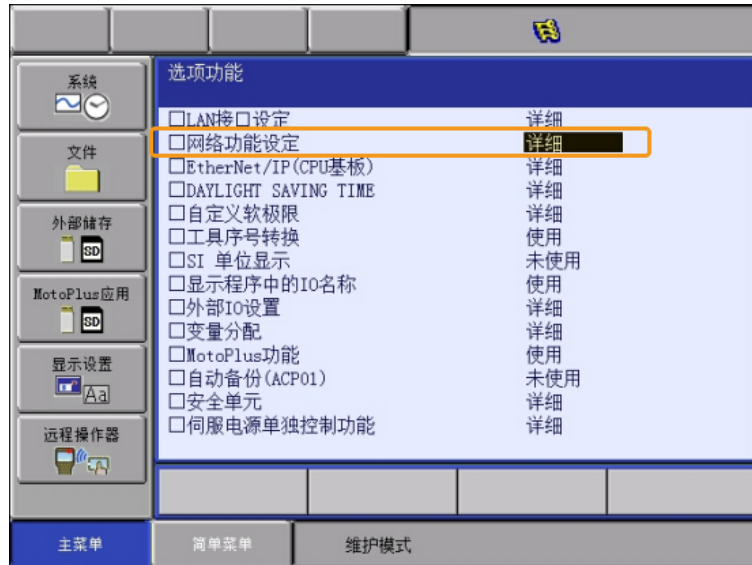 系统
文件
外部储存
SD
MotoPlus应用
SD
显示设置
Aa
远程操作器
选项功能
□LAN接口设定 详细
□网络功能设定 详细
□EtherNet/IP(CPU基板) 详细
□DAYLIGHT SAVING TIME 详细
□自定义软极限 详细
□工具序号转换 使用
□SI 单位显示 未使用
□显示程序中的IO名称 使用
□外部IO设置 详细
□变量分配 详细
□MotoPlus功能 使用
□自动备份(ACP01) 未使用
□安全单元 详细
□伺服电源单独控制功能 详细
主菜单 简单菜单 维护模式